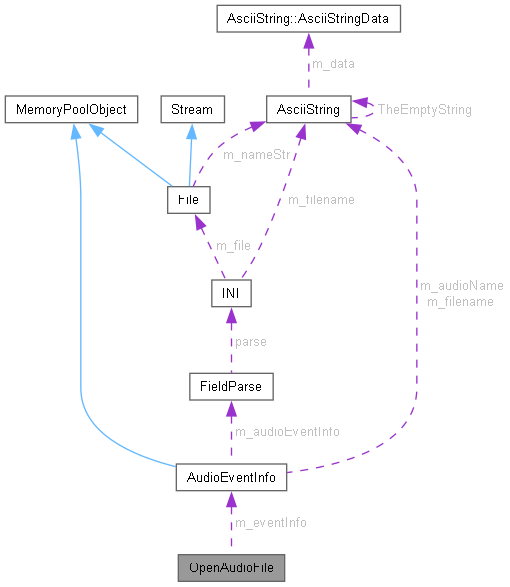 AsciiString::AsciiStringData
m_data
MemoryPoolObject
Stream
AsciiString
TheEmptyString
m_nameStr
File
m_filename
m_file
INI
m_audioName
m_filename
parse
FieldParse
m_audioEventInfo
AudioEventInfo
m_eventInfo
OpenAudioFile